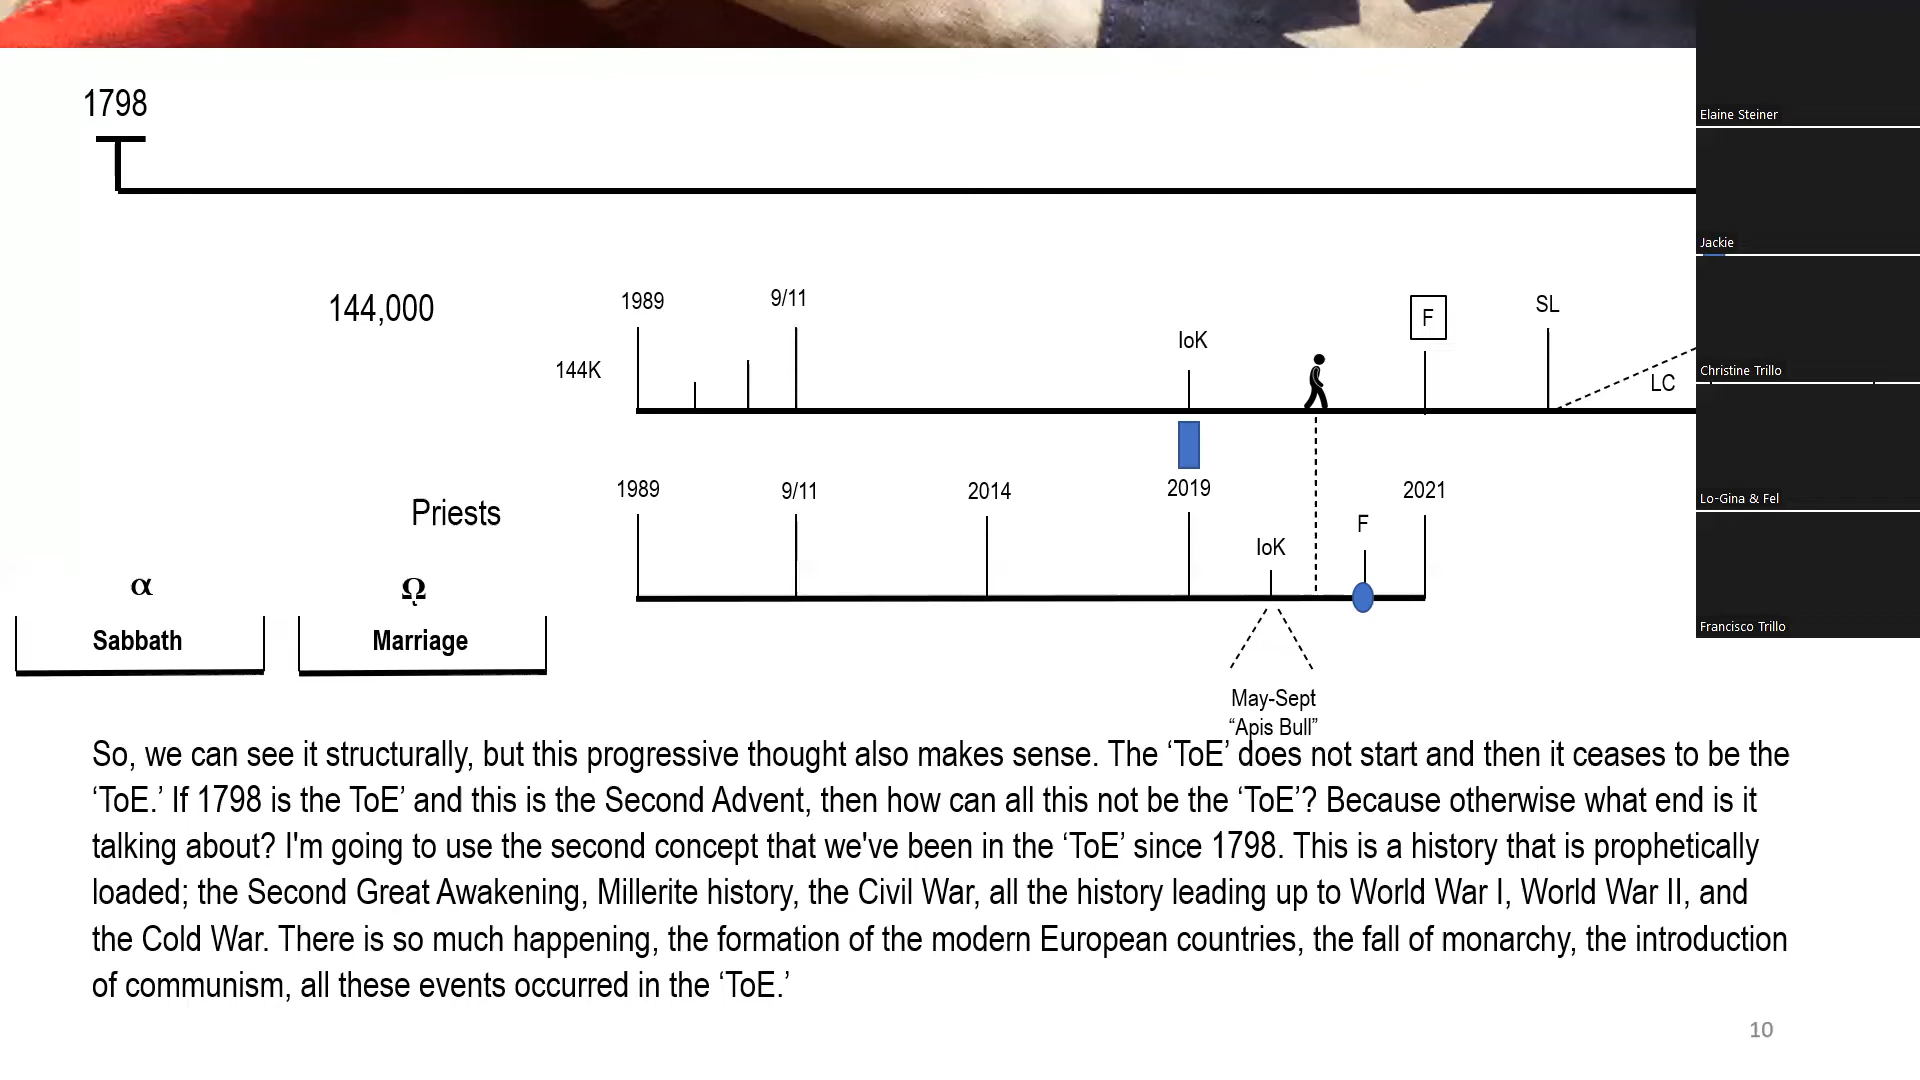 1798
Elaine Steiner
Jackie
144,000
1989
9/11
F
SL
IoK
144K
LC
Christine Trillo
Priests
1989
9/11
2014
2019
2021
IoK
F
Lo-Gina & Fel
α
Ω
Sabbath
Marriage
Francisco Trillo
May-Sept
“Apis Bull”
So, we can see it structurally, but this progressive thought also makes sense. The ‘ToE’ does not start and then it ceases to be the
‘ToE.’ If 1798 is the ToE’ and this is the Second Advent, then how can all this not be the ‘ToE’? Because otherwise what end is it
talking about? I'm going to use the second concept that we've been in the ‘ToE’ since 1798. This is a history that is prophetically
loaded; the Second Great Awakening, Millerite history, the Civil War, all the history leading up to World War I, World War II, and
the Cold War. There is so much happening, the formation of the modern European countries, the fall of monarchy, the introduction
of communism, all these events occurred in the ‘ToE.’
10